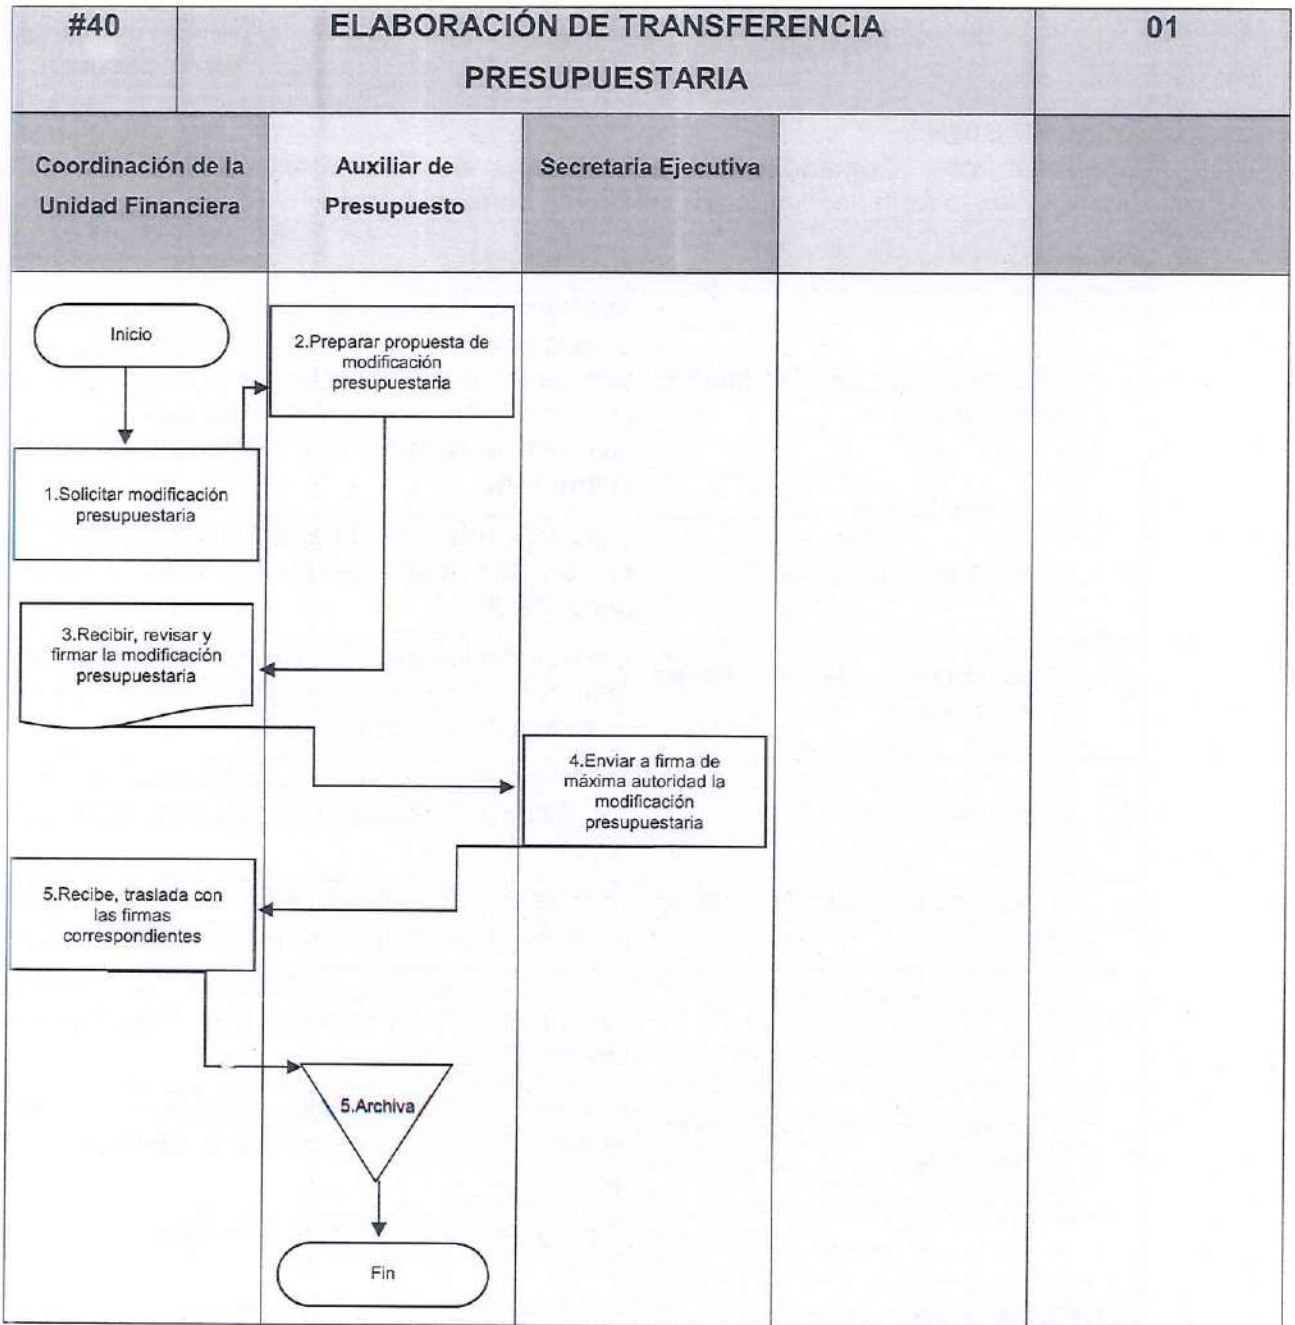 #40
ELABORACIÓN DE TRANSFERENCIA
PRESUPUESTARIA
01
Coordinación de la
Unidad Financiera
Auxiliar de
Presupuesto
Secretaria Ejecutiva
Inicio
2.Preparar propuesta de
modificación
presupuestaria
1.Solicitar modificación
presupuestaria
3.Recibir, revisar y
firmar la modificación
presupuestaria
4.Enviar a firma de
máxima autoridad la
modificación
presupuestaria
5.Recibe, traslada con
las firmas
correspondientes
5.Archiva
Fin